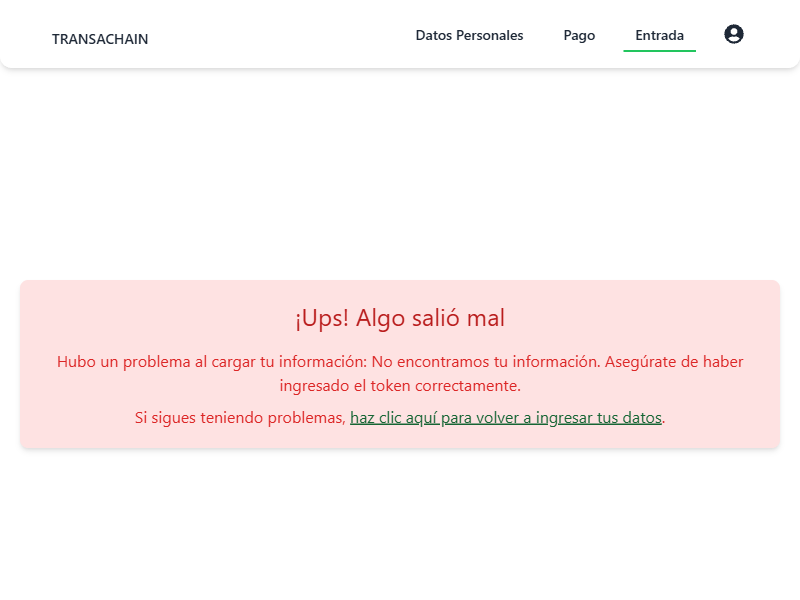 TRANSACHAIN
Datos Personales
Pago
Entrada
¡Ups! Algo salió mal
Hubo un problema al cargar tu información: No encontramos tu información. Asegúrate de haber
ingresado el token correctamente.
Si sigues teniendo problemas, haz clic aquí para volver a ingresar tus datos.